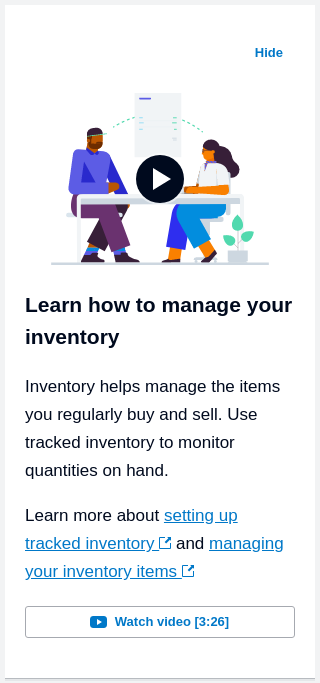 Hide
Learn how to manage your
inventory
Inventory helps manage the items
you regularly buy and sell. Use
tracked inventory to monitor
quantities on hand.
Learn more about setting up
tracked inventory and managing
your inventory items
Watch video [3:26]